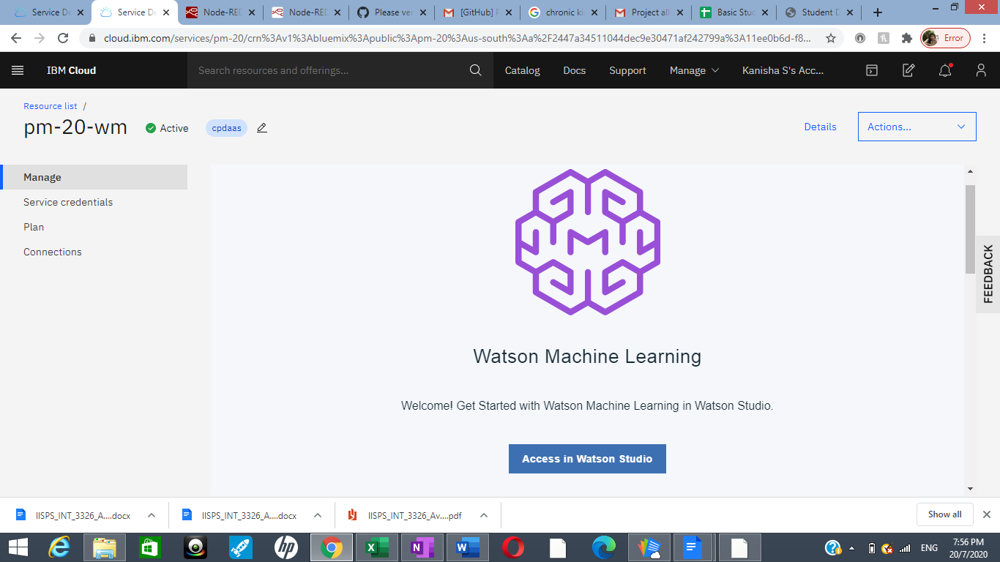 Service De
Service De
Node-RED
Node-RED
Please ver
[GitHub] P
chronic ki
Project all
Basic Stud
Student D
cloud.ibm.com/services/pm-20/crn%3Av1%3Abluemix%3Apublic%3Apm-20%3Aus-south%3Aa%2F2447a34511044dec9e30471af242799a%3A11ee0b6d-f8...
Error
IBM Cloud
Search resources and offerings...
Catalog
Docs
Support
Manage
Kanisha S's Acc...
Resource list /
pm-20-wm
Active
cpdaas
Details
Actions...
Manage
Service credentials
Plan
Connections
Watson Machine Learning
Welcome! Get Started with Watson Machine Learning in Watson Studio.
Access in Watson Studio
FEEDBACK
IISPS_INT_3326_A....docx
IISPS_INT_3326_A....docx
IISPS_INT_3326_Av....pdf
Show all
ENG
7:56 PM
20/7/2020